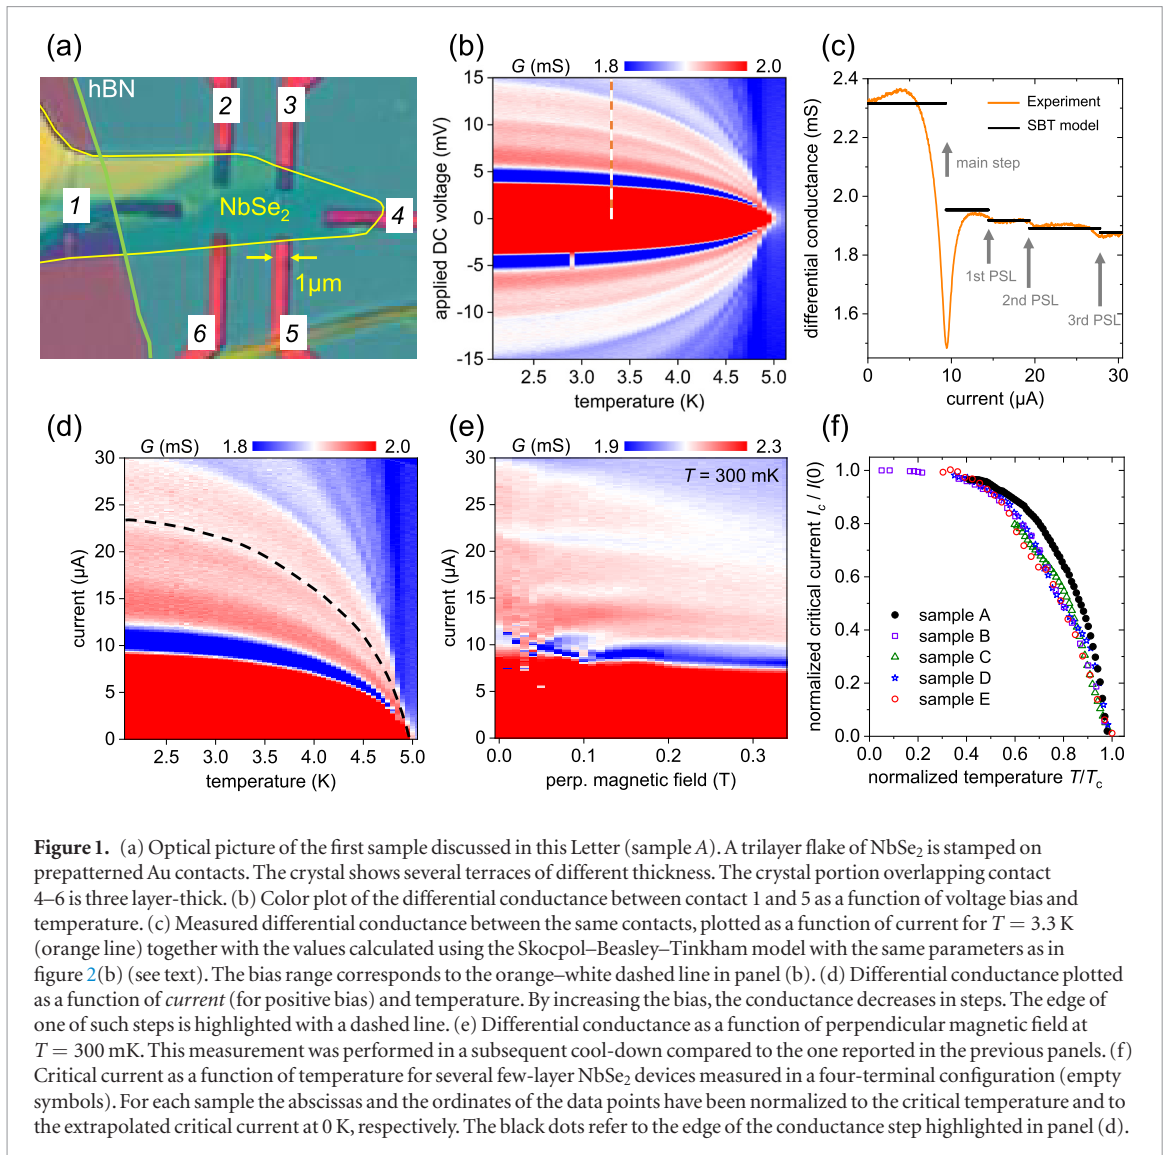 (a)
hBN
2
3
1
NbSe2
4
1μm
6
5
(b)
G (mS) 1.8 2.0
15
10
5
0
-5
-10
-15
applied DC voltage (mV)
2.5 3.0 3.5 4.0 4.5 5.0
temperature (K)
(c)
2.4
2.2
2.0
1.8
1.6
differential conductance (mS)
Experiment
SBT model
main step
1st PSL
2nd PSL
3rd PSL
0 10 20 30
current (μA)
(d)
G (mS) 1.8 2.0
30
25
20
15
10
5
0
current (μA)
2.5 3.0 3.5 4.0 4.5 5.0
temperature (K)
(e)
G (mS) 1.9 2.3
T = 300 mK
30
25
20
15
10
5
0
current (μA)
0.0 0.1 0.2 0.3
perp. magnetic field (T)
(f)
1.0
0.8
0.6
0.4
0.2
0.0
normalized critical current Ic / I(0)
sample A
sample B
sample C
sample D
sample E
0.0 0.2 0.4 0.6 0.8 1.0
normalized temperature T/Tc
Figure 1. (a) Optical picture of the first sample discussed in this Letter (sample A). A trilayer flake of NbSe2 is stamped on
prepatterned Au contacts. The crystal shows several terraces of different thickness. The crystal portion overlapping contact
4–6 is three layer-thick. (b) Color plot of the differential conductance between contact 1 and 5 as a function of voltage bias and
temperature. (c) Measured differential conductance between the same contacts, plotted as a function of current for T = 3.3 K
(orange line) together with the values calculated using the Skocpol–Beasley–Tinkham model with the same parameters as in
figure 2(b) (see text). The bias range corresponds to the orange–white dashed line in panel (b). (d) Differential conductance plotted
as a function of current (for positive bias) and temperature. By increasing the bias, the conductance decreases in steps. The edge of
one of such steps is highlighted with a dashed line. (e) Differential conductance as a function of perpendicular magnetic field at
T = 300 mK. This measurement was performed in a subsequent cool-down compared to the one reported in the previous panels. (f)
Critical current as a function of temperature for several few-layer NbSe2 devices measured in a four-terminal configuration (empty
symbols). For each sample the abscissas and the ordinates of the data points have been normalized to the critical temperature and to
the extrapolated critical current at 0 K, respectively. The black dots refer to the edge of the conductance step highlighted in panel (d).